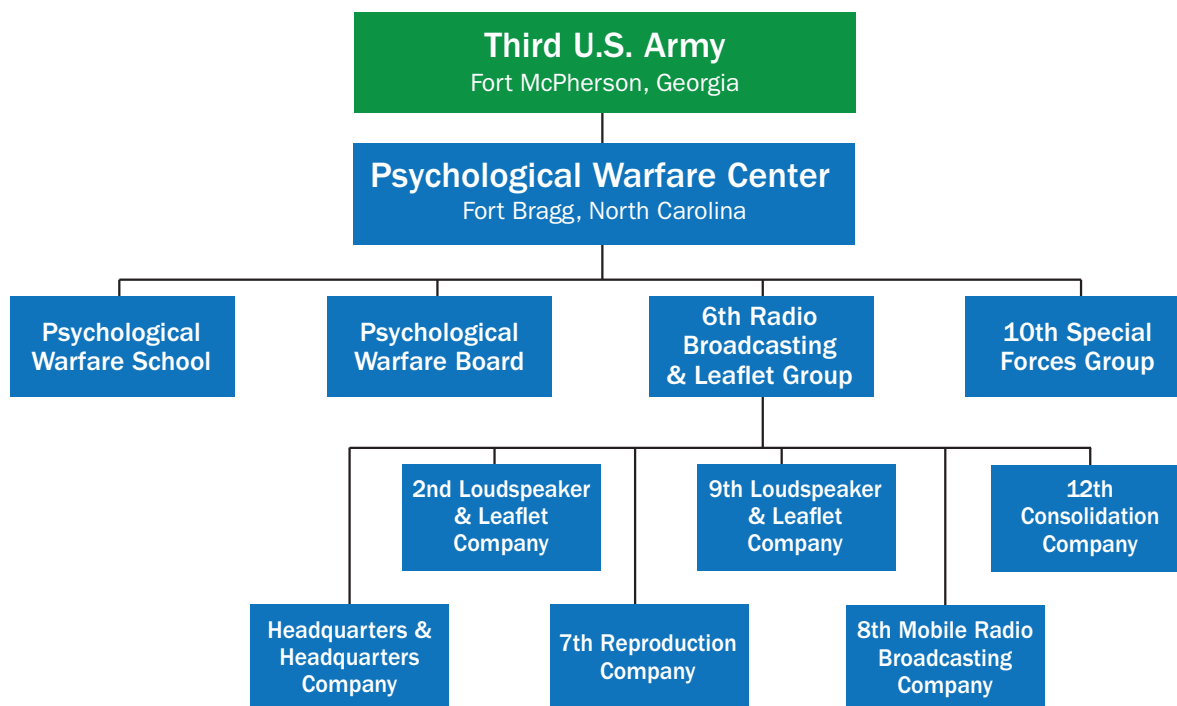 Third U.S. Army
Fort McPherson, Georgia
Psychological Warfare Center
Fort Bragg, North Carolina
Psychological
Warfare School
Psychological
Warfare Board
6th Radio
Broadcasting
& Leaflet Group
10th Special
Forces Group
2nd Loudspeaker
& Leaflet
Company
9th Loudspeaker
& Leaflet
Company
12th
Consolidation
Company
Headquarters &
Headquarters
Company
7th Reproduction
Company
8th Mobile Radio
Broadcasting
Company